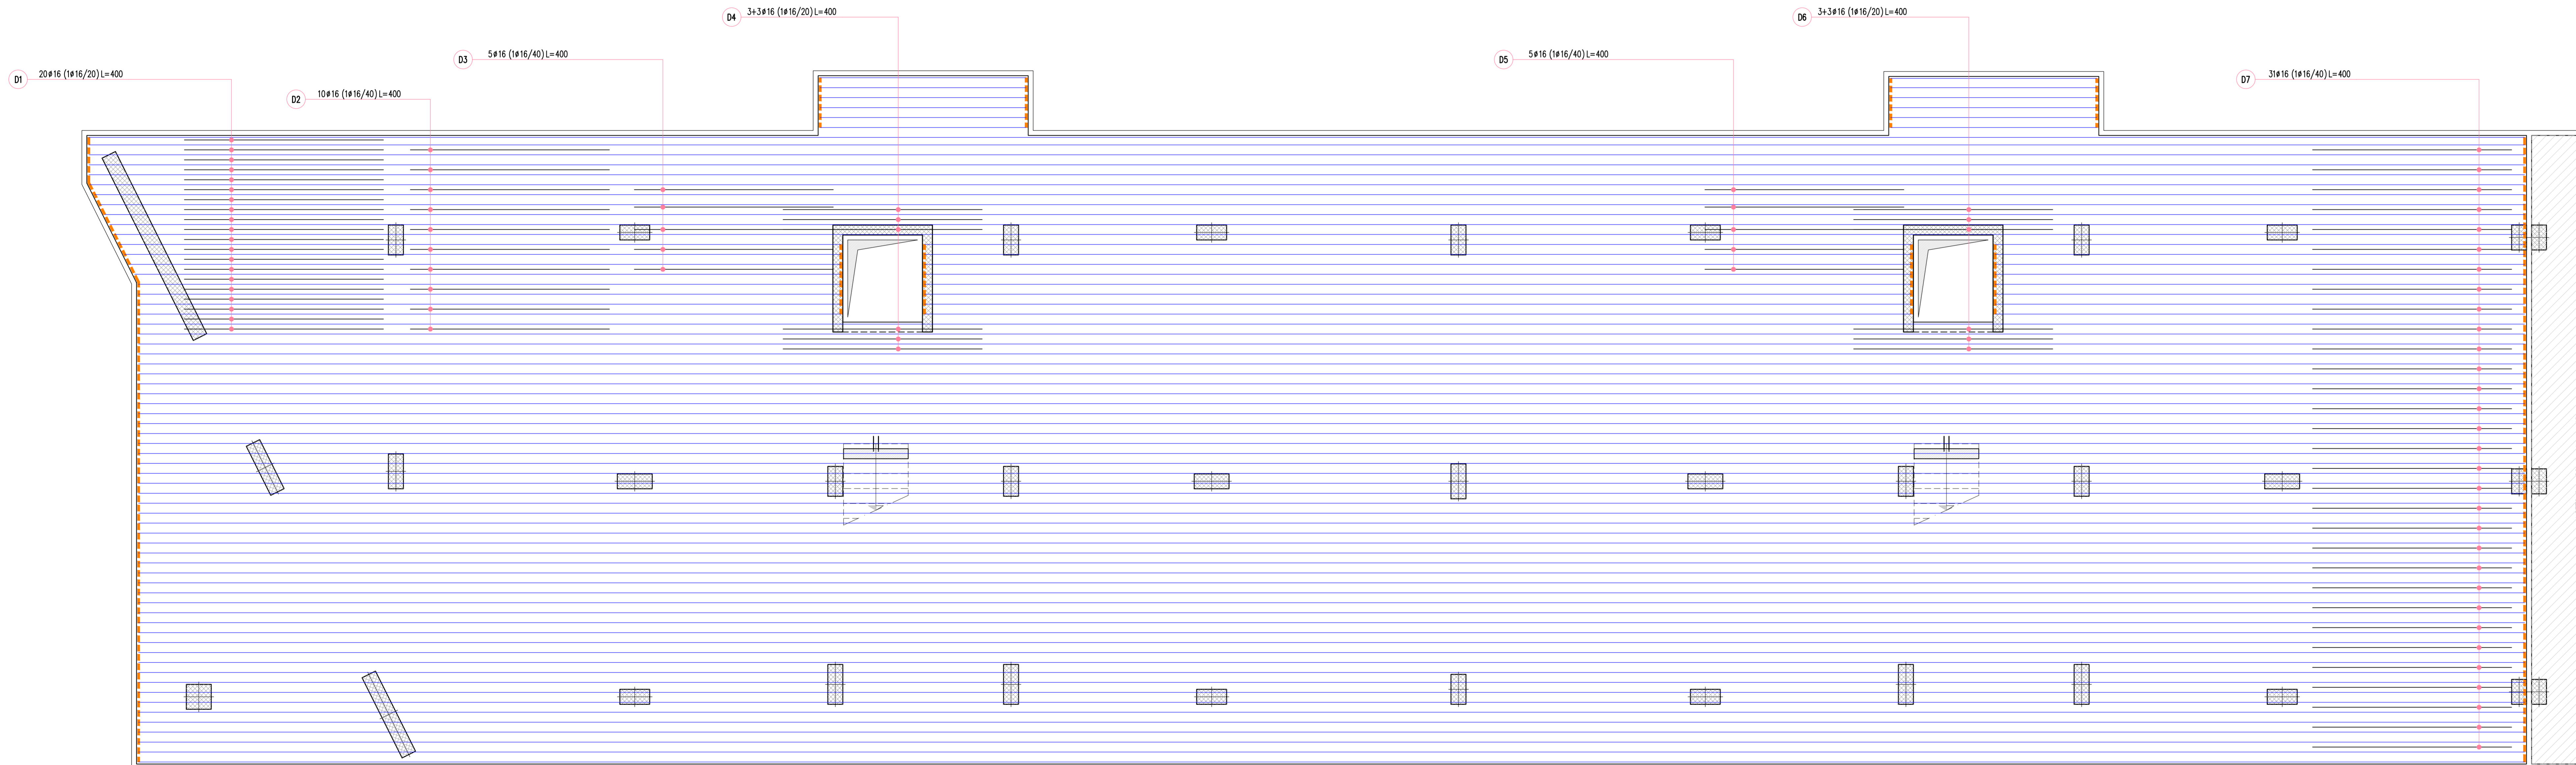 D1 20ø16 (1ø16/20) L=400
D2 10ø16 (1ø16/40) L=400
D3 5ø16 (1ø16/40) L=400
D4 3+3ø16 (1ø16/20) L=400
D5 5ø16 (1ø16/40) L=400
D6 3+3ø16 (1ø16/20) L=400
D7 31ø16 (1ø16/40) L=400